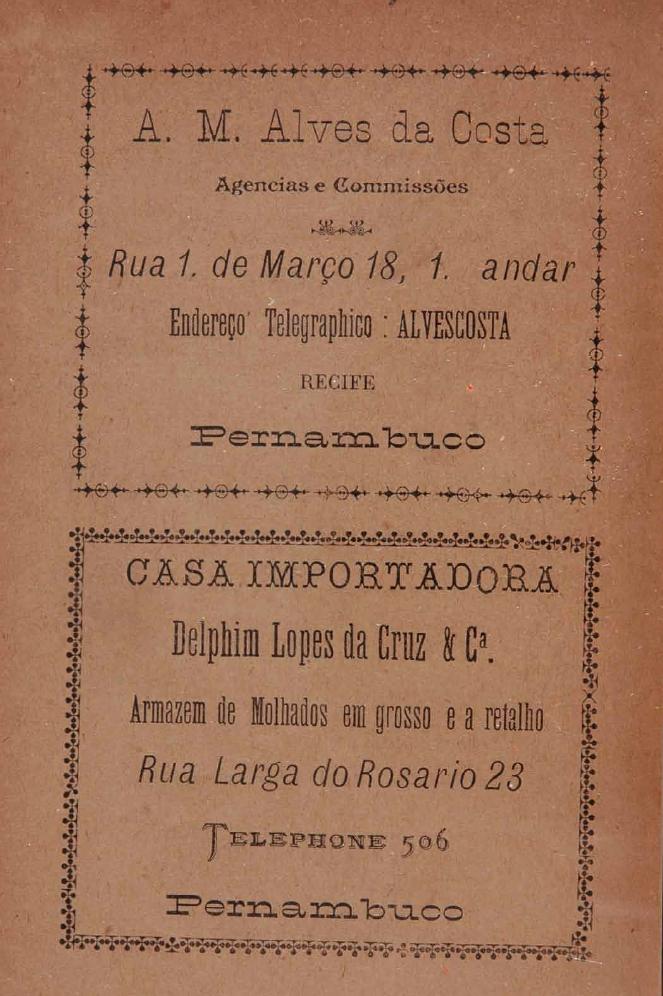 A. M. Alves da Costa
Agencias e Commissões
Rua 1. de Março 18, 1. andar
Endereço Telegraphico : ALVESCOSTA
RECIFE
Pernambuco
CASA IMPORTADORA
Delphim Lopes da Cruz & Cª.
Armazem de Molhados em grosso e a retalho
Rua Larga do Rosario 23
TELEPHONE 506
Pernambuco